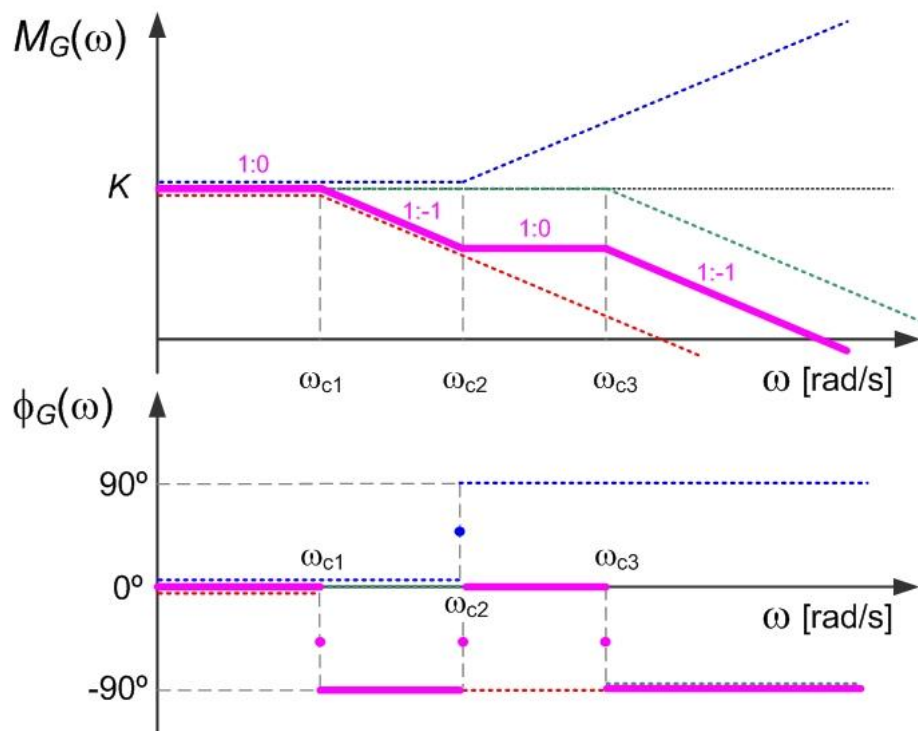 M_G(ω)
1:0
K
1:-1
1:0
1:-1
ω_c1
ω_c2
ω_c3
ω [rad/s]
ϕ_G(ω)
90º
ω_c1
ω_c3
0º
ω_c2
ω [rad/s]
-90º